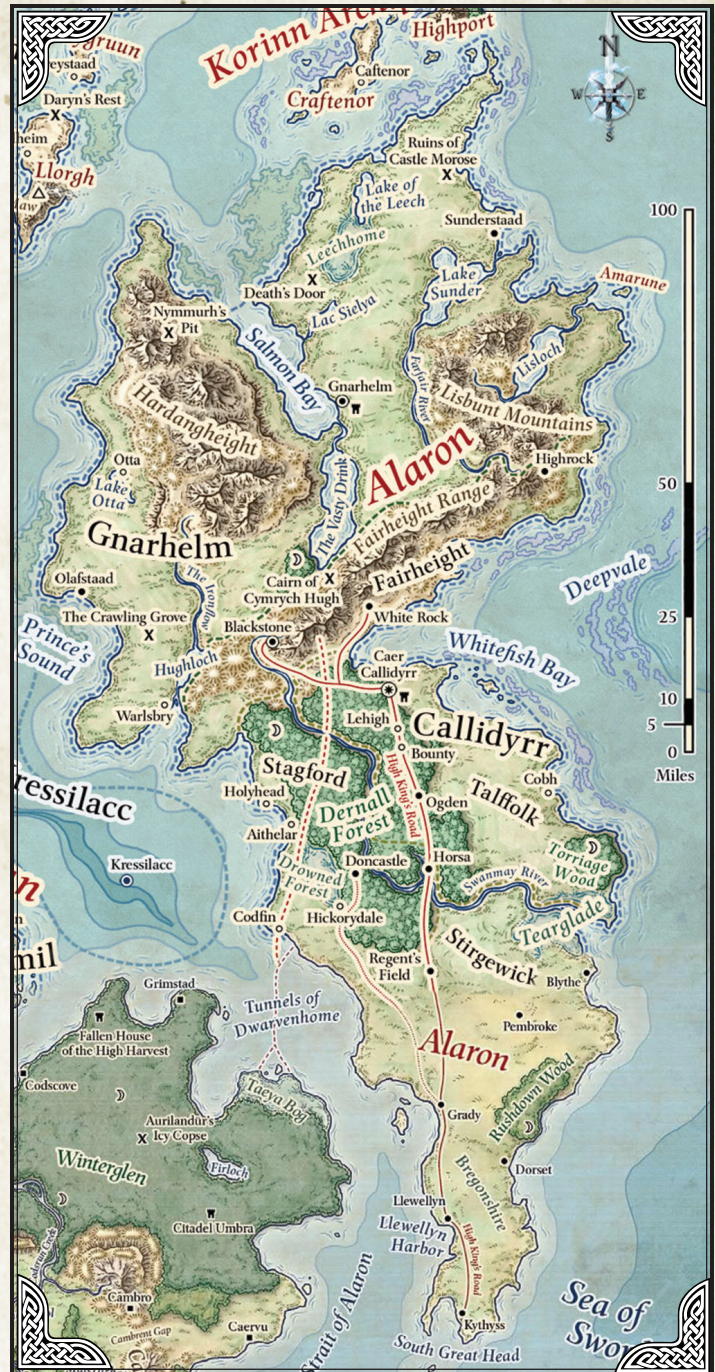 Korinn
Highport
gruun
reystaad
Caftenor
Craftenor
Daryn's Rest
N
W
E
S
heim
Llorgh
law
Ruins of
Castle Morose
X
Lake of
the Leech
Sunderstaad
100
Leechhome
Lake
Sunder
Amarune
X
Death's Door
Lac Sielya
Nymmurh's
Pit
X
Salmon Bay
Lisloch
Farfair River
Gnarhelm
Lisbunt Mountains
Hardangheight
Alaron
Highrock
Otta
Lake
Otta
50
The Vasty Drink
Fairheight Range
Gnarhelm
Fairheight
Deepvale
Cairn of
Cymrych Hugh
X
Olafstaad
The Ironflow
The Crawling Grove
X
White Rock
25
Blackstone
Prince's
Sound
Hughloch
Whitefish Bay
Caer
Callidyrr
Warlsbry
10
5
0
Miles
Lehigh
Callidyrr
Bounty
Stagford
High King's Road
Cobh
Holyhead
Talffolk
Ogden
Dernall
Forest
ressilacc
Aithelar
Kressilacc
Drowned
Forest
Doncastle
Horsa
Torriage
Wood
Swanmay River
Codfin
Hickorydale
Tearglade
n
mil
Stirgewick
Regent's
Field
Blythe
Grimstad
Tunnels of
Dwarvenhome
Pembroke
Fallen House
of the High Harvest
Alaron
Codscove
Taeya Bog
Rushdown Wood
Aurilandür's
Icy Copse
X
Grady
Winterglen
Firloch
Dorset
Bregonshire
Llewellyn
Llewellyn
Harbor
Citadel Umbra
High King's Road
Cambro
Cambrent Gap
Caervu
Strait of Alaron
Sea of
Kythyss
South Great Head